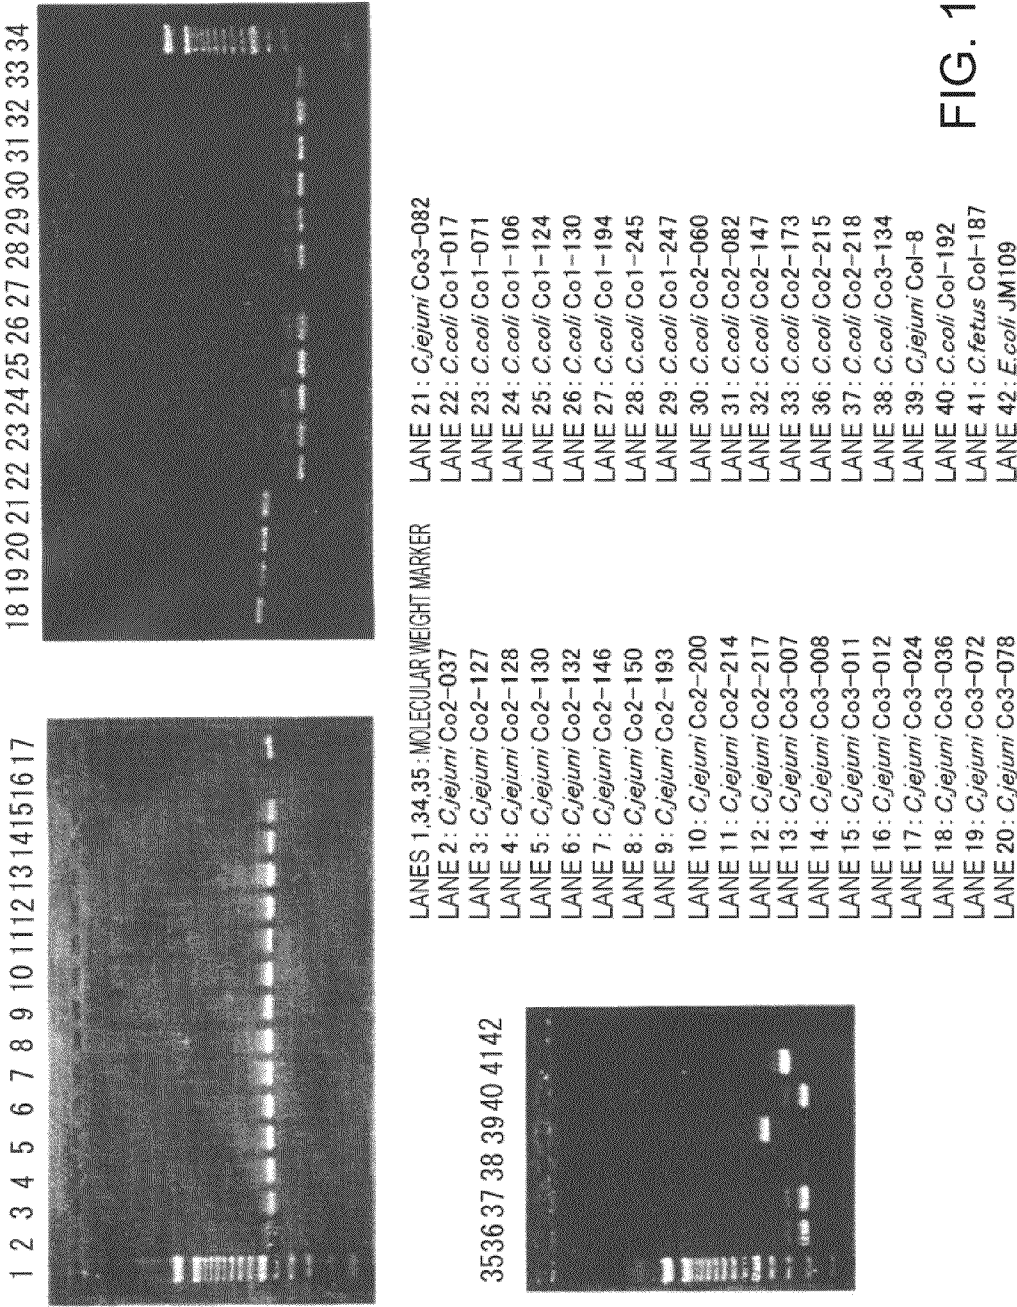 1 2 3 4 5 6 7 8 9 10 11 12 13 14 15 16 17
18 19 20 21 22 23 24 25 26 27 28 29 30 31 32 33 34
35 36 37 38 39 40 41 42
LANES 1,34,35 : MOLECULAR WEIGHT MARKER
LANE 2 : C.jejuni Co2-037
LANE 3 : C.jejuni Co2-127
LANE 4 : C.jejuni Co2-128
LANE 5 : C.jejuni Co2-130
LANE 6 : C.jejuni Co2-132
LANE 7 : C.jejuni Co2-146
LANE 8 : C.jejuni Co2-150
LANE 9 : C.jejuni Co2-193
LANE 10 : C.jejuni Co2-200
LANE 11 : C.jejuni Co2-214
LANE 12 : C.jejuni Co2-217
LANE 13 : C.jejuni Co3-007
LANE 14 : C.jejuni Co3-008
LANE 15 : C.jejuni Co3-011
LANE 16 : C.jejuni Co3-012
LANE 17 : C.jejuni Co3-024
LANE 18 : C.jejuni Co3-036
LANE 19 : C.jejuni Co3-072
LANE 20 : C.jejuni Co3-078
LANE 21 : C.jejuni Co3-082
LANE 22 : C.coli Co1-017
LANE 23 : C.coli Co1-071
LANE 24 : C.coli Co1-106
LANE 25 : C.coli Co1-124
LANE 26 : C.coli Co1-130
LANE 27 : C.coli Co1-194
LANE 28 : C.coli Co1-245
LANE 29 : C.coli Co1-247
LANE 30 : C.coli Co2-060
LANE 31 : C.coli Co2-082
LANE 32 : C.coli Co2-147
LANE 33 : C.coli Co2-173
LANE 36 : C.coli Co2-215
LANE 37 : C.coli Co2-218
LANE 38 : C.coli Co3-134
LANE 39 : C.jejuni Col-8
LANE 40 : C.coli Col-192
LANE 41 : C.fetus Col-187
LANE 42 : E.coli JM109
FIG. 1